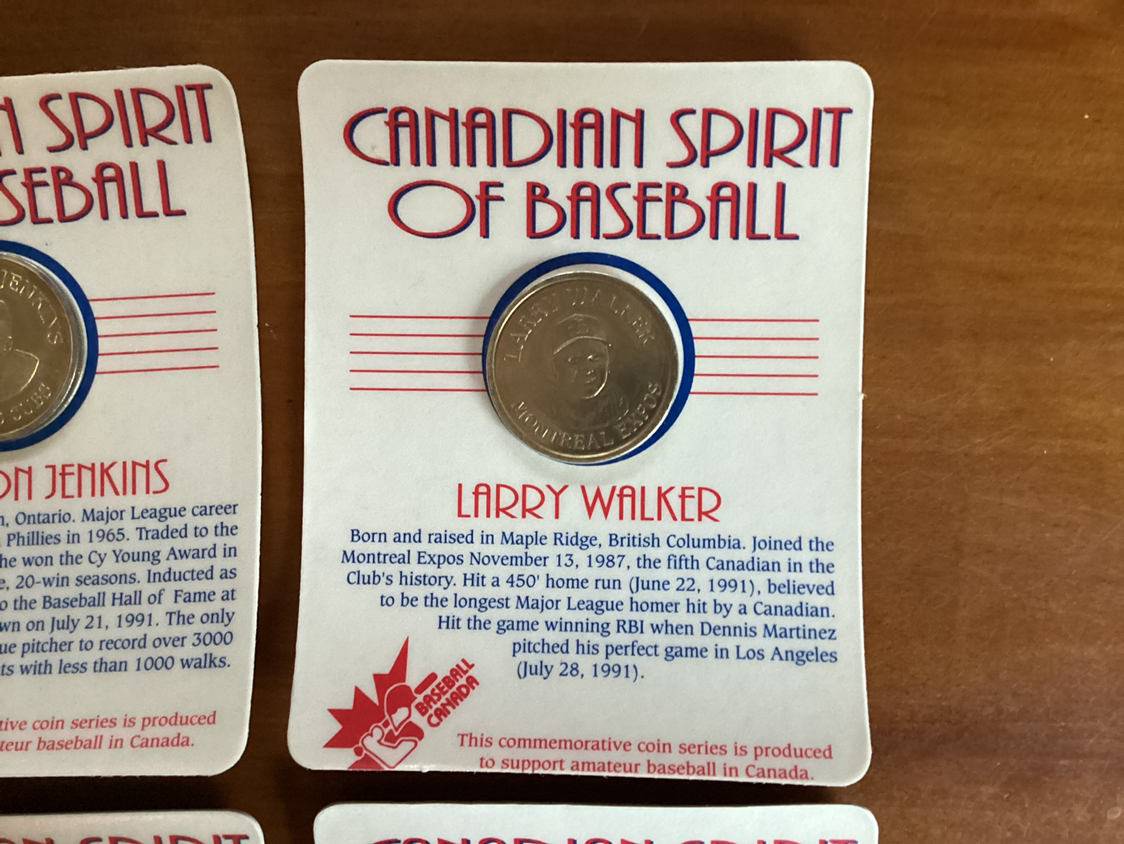 N SPIRIT
SEBALL
JENKINS
CUBS
ON JENKINS
, Ontario. Major League career
Phillies in 1965. Traded to the
he won the Cy Young Award in
, 20-win seasons. Inducted as
o the Baseball Hall of Fame at
wn on July 21, 1991. The only
ue pitcher to record over 3000
ts with less than 1000 walks.
tive coin series is produced
teur baseball in Canada.
CANADIAN SPIRIT
OF BASEBALL
LARRY WALKER
MONTREAL EXPOS
LARRY WALKER
Born and raised in Maple Ridge, British Columbia. Joined the
Montreal Expos November 13, 1987, the fifth Canadian in the
Club's history. Hit a 450' home run (June 22, 1991), believed
to be the longest Major League homer hit by a Canadian.
Hit the game winning RBI when Dennis Martinez
pitched his perfect game in Los Angeles
(July 28, 1991).
BASEBALL
CANADA
This commemorative coin series is produced
to support amateur baseball in Canada.
AN SPIRIT
CANADIAN SPIRIT